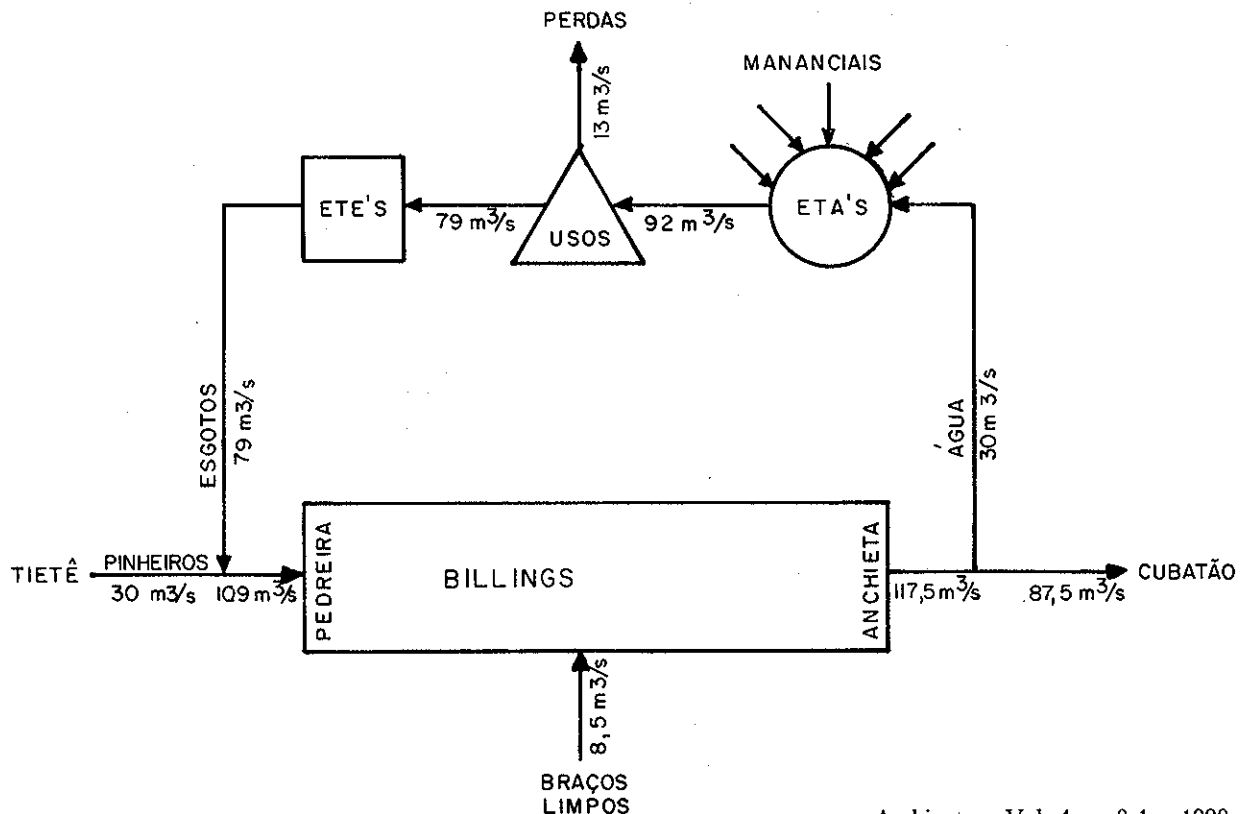 PERDAS
13 m3/s
MANANCIAIS
ETE'S
79 m3/s
USOS
92 m3/s
ETA'S
ESGOTOS
79 m3/s
ÁGUA
30 m3/s
TIETÊ
PINHEIROS
30 m3/s
109 m3/s
PEDREIRA
BILLINGS
ANCHIETA
117,5 m3/s
87,5 m3/s
CUBATÃO
8,5 m3/s
BRAÇOS
LIMPOS